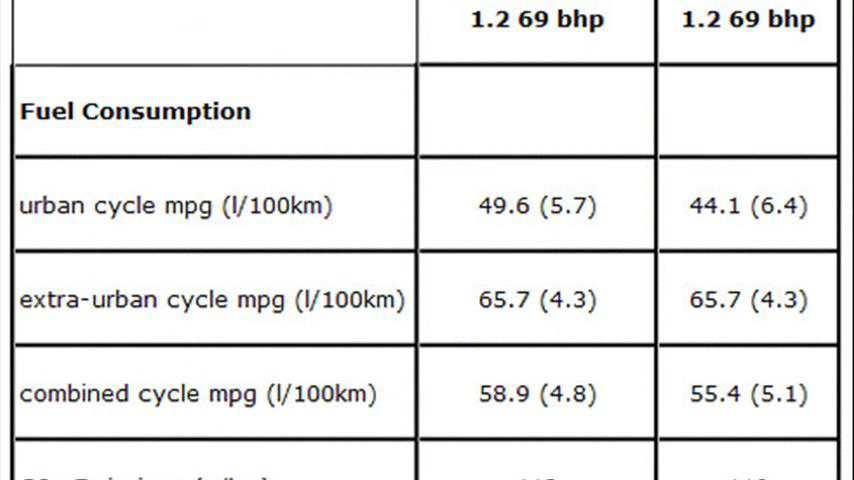 1.2 69 bhp 1.2 69 bhp
Fuel Consumption
urban cycle mpg (l/100km) 49.6 (5.7) 44.1 (6.4)
extra-urban cycle mpg (l/100km) 65.7 (4.3) 65.7 (4.3)
combined cycle mpg (l/100km) 58.9 (4.8) 55.4 (5.1)